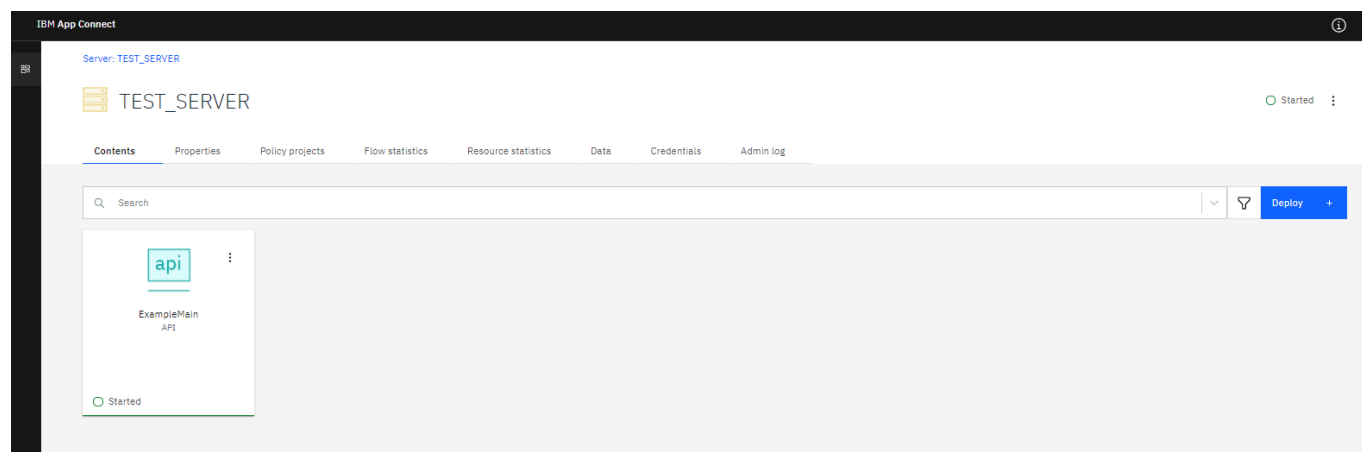 IBM App Connect
Server: TEST_SERVER
TEST_SERVER
Started
Contents Properties Policy projects Flow statistics Resource statistics Data Credentials Admin log
Search
Deploy +
api
ExampleMain
API
Started